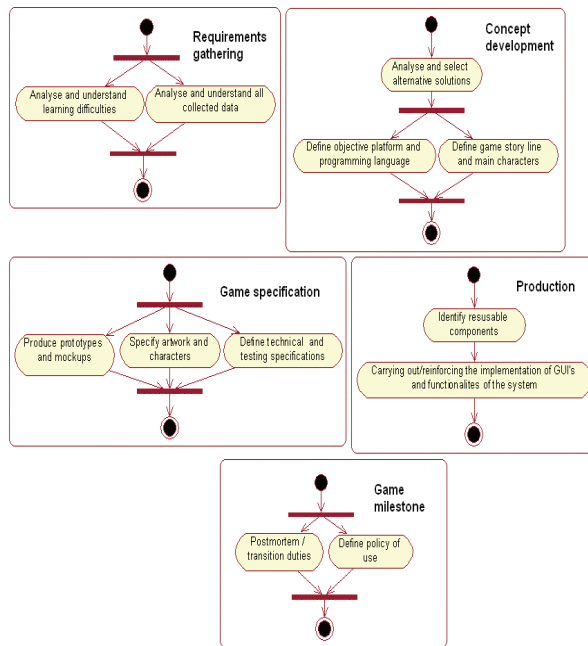 Requirements
gathering
Analyse and understand
learning difficulties
Analyse and understand all
collected data
Concept
development
Analyse and select
alternative solutions
Define objective platform and
programming language
Define game story line
and main characters
Game specification
Produce prototypes
and mockups
Specify artwork and
characters
Define technical and
testing specifications
Production
Identify resusable
components
Carrying out/reinforcing the implementation of GUI's
and functionalites of the system
Game
milestone
Postmortem /
transition duties
Define policy of
use